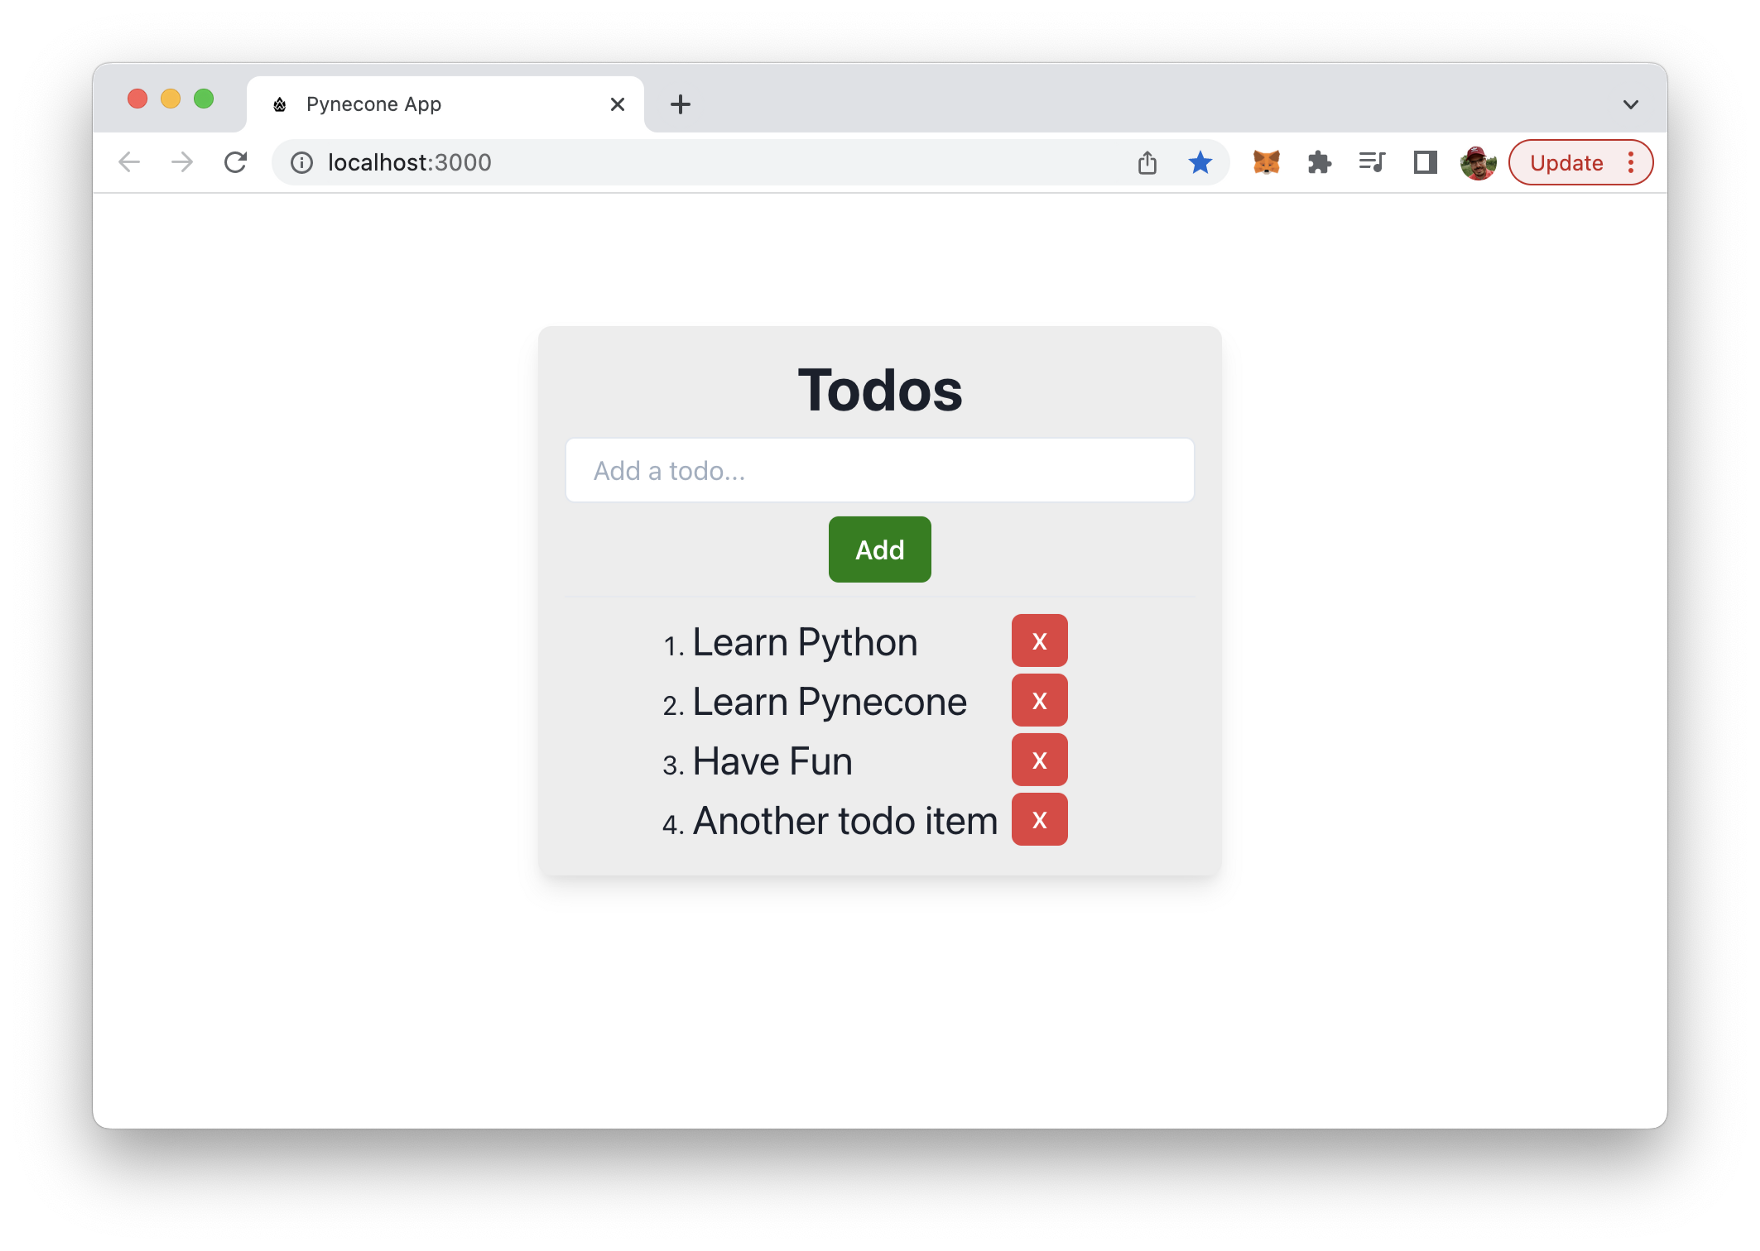 Pynecone App
localhost:3000
Update
Todos
Add a todo...
Add
1. Learn Python x
2. Learn Pynecone x
3. Have Fun x
4. Another todo item x